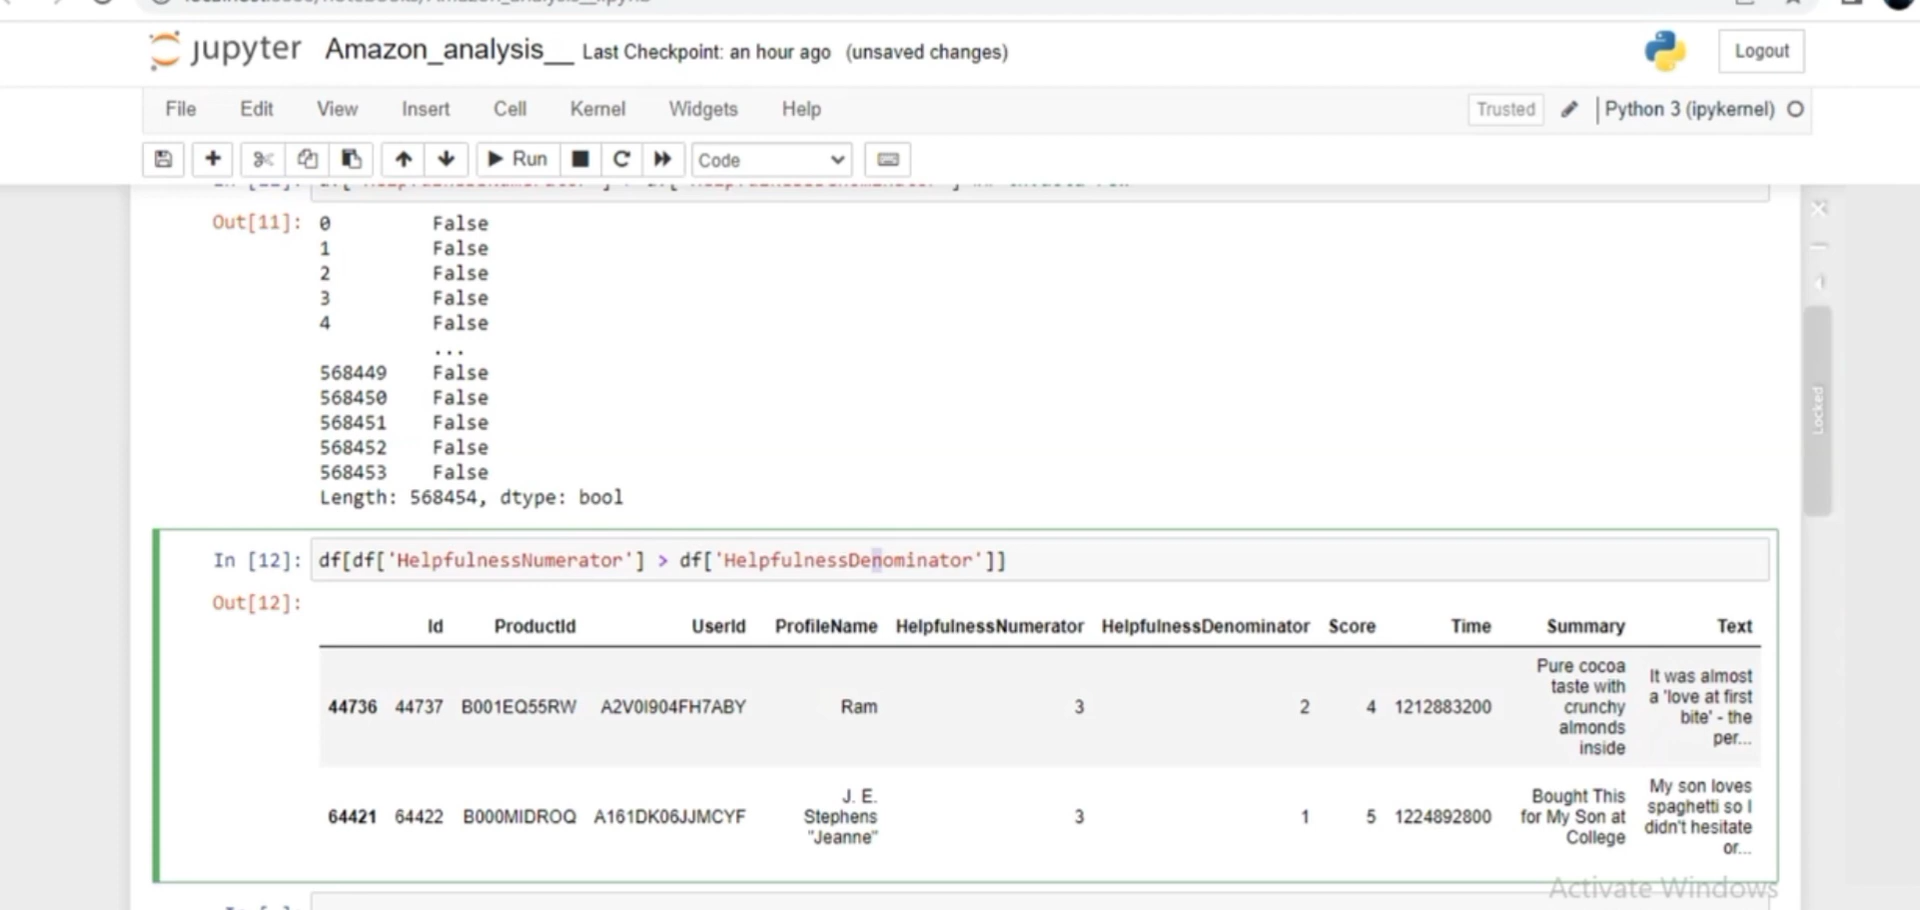 jupyter Amazon_analysis__ Last Checkpoint: an hour ago (unsaved changes) Logout
File Edit View Insert Cell Kernel Widgets Help Trusted Python 3 (ipykernel)
Run Code
Out[11]: 0 False
1 False
2 False
3 False
4 False
...
568449 False
568450 False
568451 False
568452 False
568453 False
Length: 568454, dtype: bool
Locked
In [12]: df[df['HelpfulnessNumerator'] > df['HelpfulnessDenominator']]
Out[12]:
Id ProductId UserId ProfileName HelpfulnessNumerator HelpfulnessDenominator Score Time Summary Text
44736 44737 B001EQ55RW A2V0I904FH7ABY Ram 3 2 4 1212883200
Pure cocoa
taste with
crunchy
almonds
inside
It was almost
a 'love at first
bite' - the
per...
64421 64422 B000MIDROQ A161DK06JJMCYF
J. E.
Stephens
"Jeanne"
3 1 5 1224892800
Bought This
for My Son at
College
My son loves
spaghetti so I
didn't hesitate
or...
Activate Windows